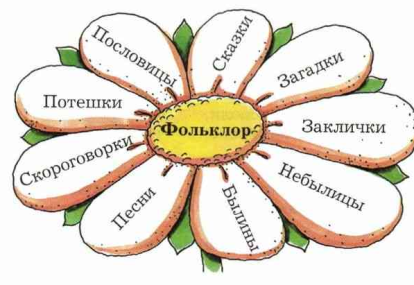 Пословицы
Сказки
Загадки
Потешки
Фольклор
Заклички
Скороговорки
Небылицы
Песни
Былины